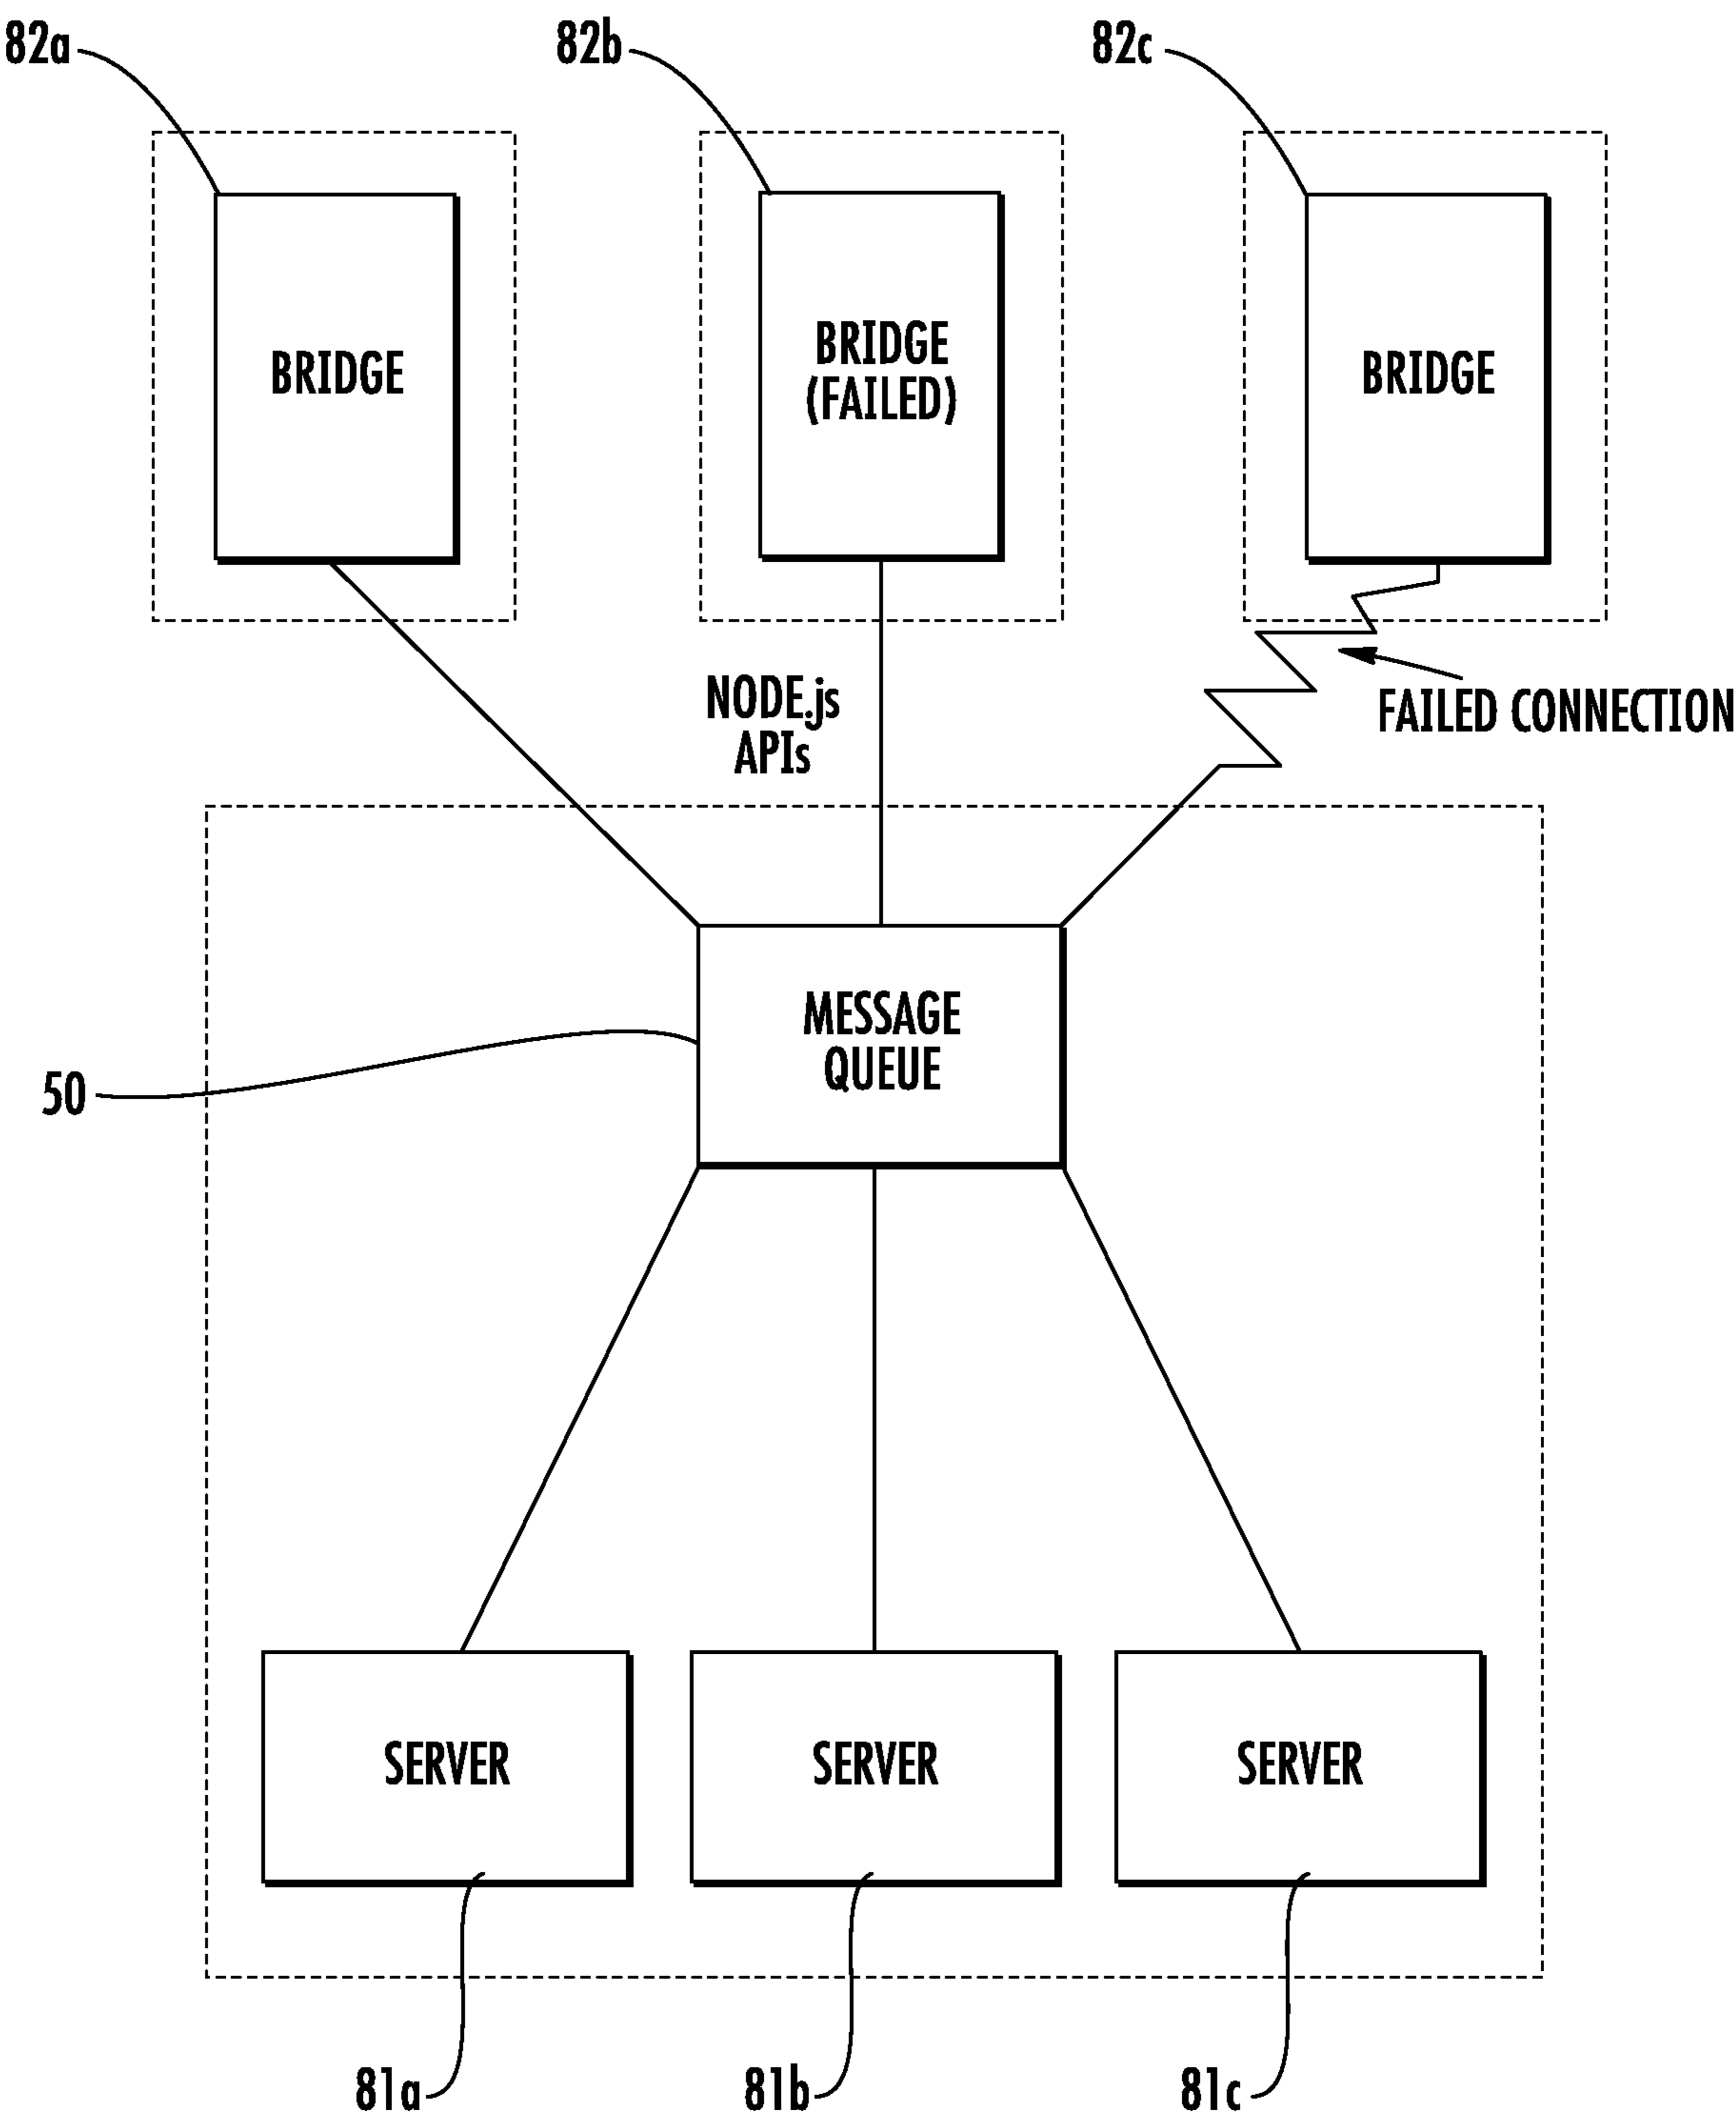 82a
82b
82c
BRIDGE
BRIDGE
(FAILED)
BRIDGE
NODE.js
APIs
FAILED CONNECTION
MESSAGE
QUEUE
50
SERVER
SERVER
SERVER
81a
81b
81c